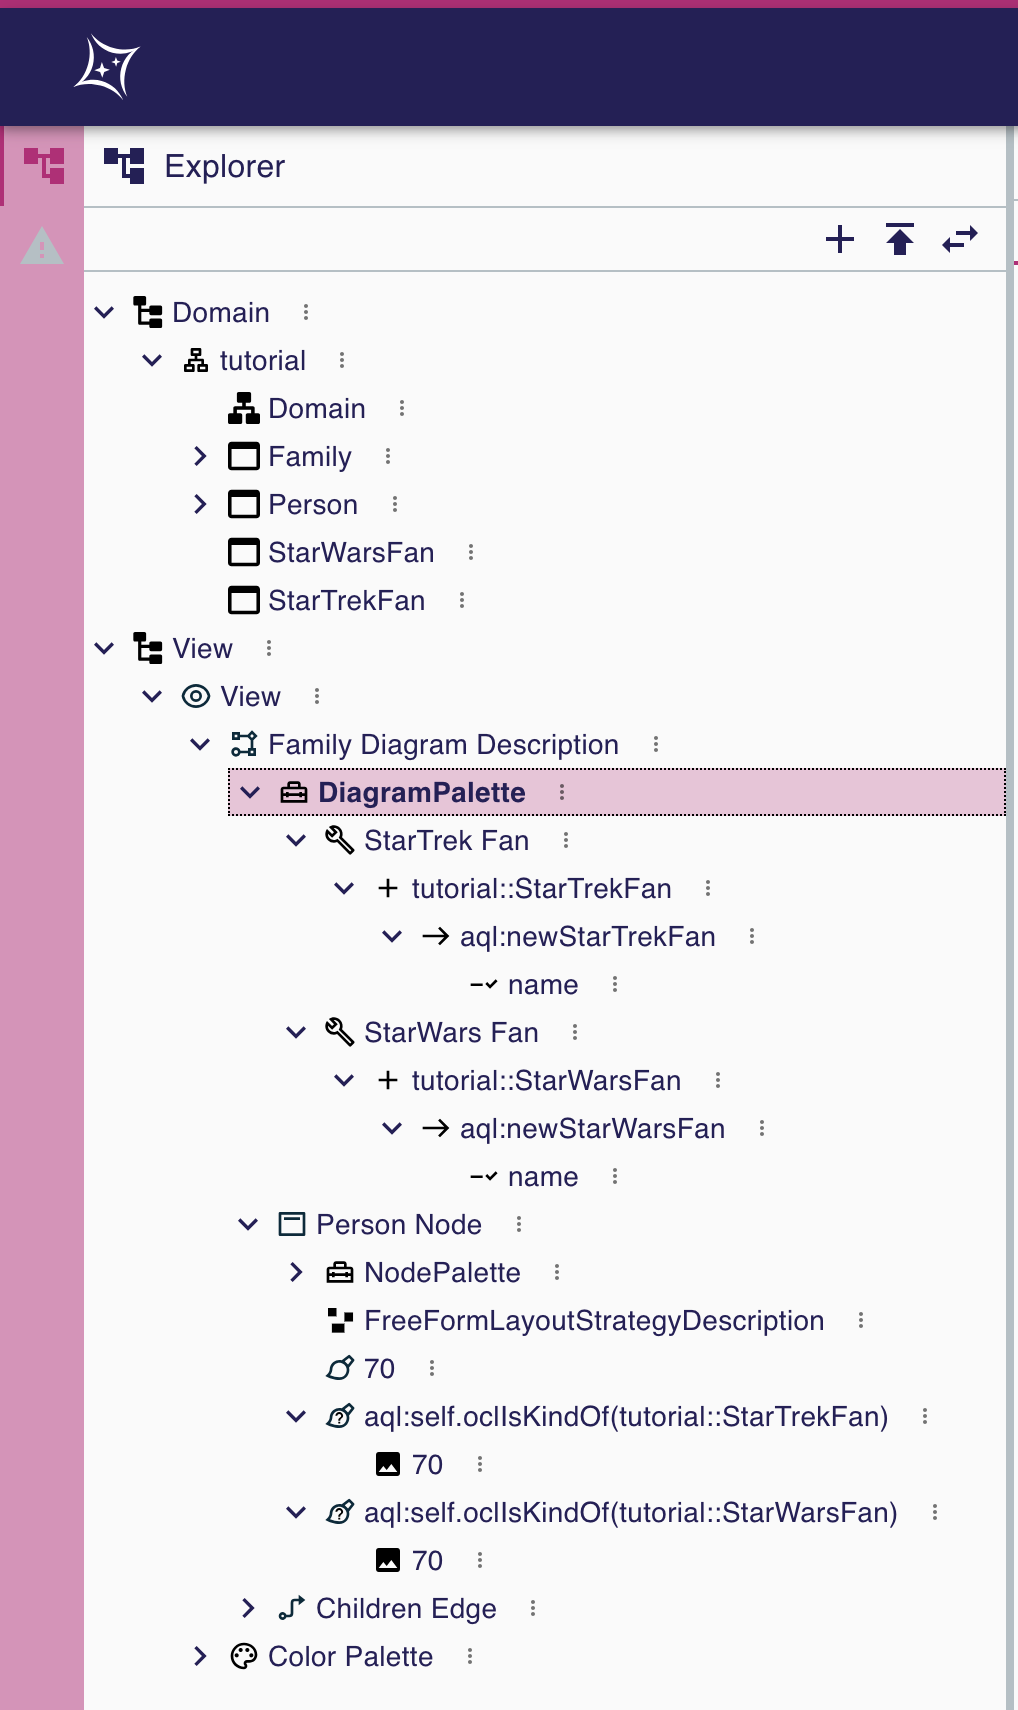 Explorer
Domain
tutorial
Domain
Family
Person
StarWarsFan
StarTrekFan
View
View
Family Diagram Description
DiagramPalette
StarTrek Fan
tutorial::StarTrekFan
aql:newStarTrekFan
name
StarWars Fan
tutorial::StarWarsFan
aql:newStarWarsFan
name
Person Node
NodePalette
FreeFormLayoutStrategyDescription
70
aql:self.oclIsKindOf(tutorial::StarTrekFan)
70
aql:self.oclIsKindOf(tutorial::StarWarsFan)
70
Children Edge
Color Palette